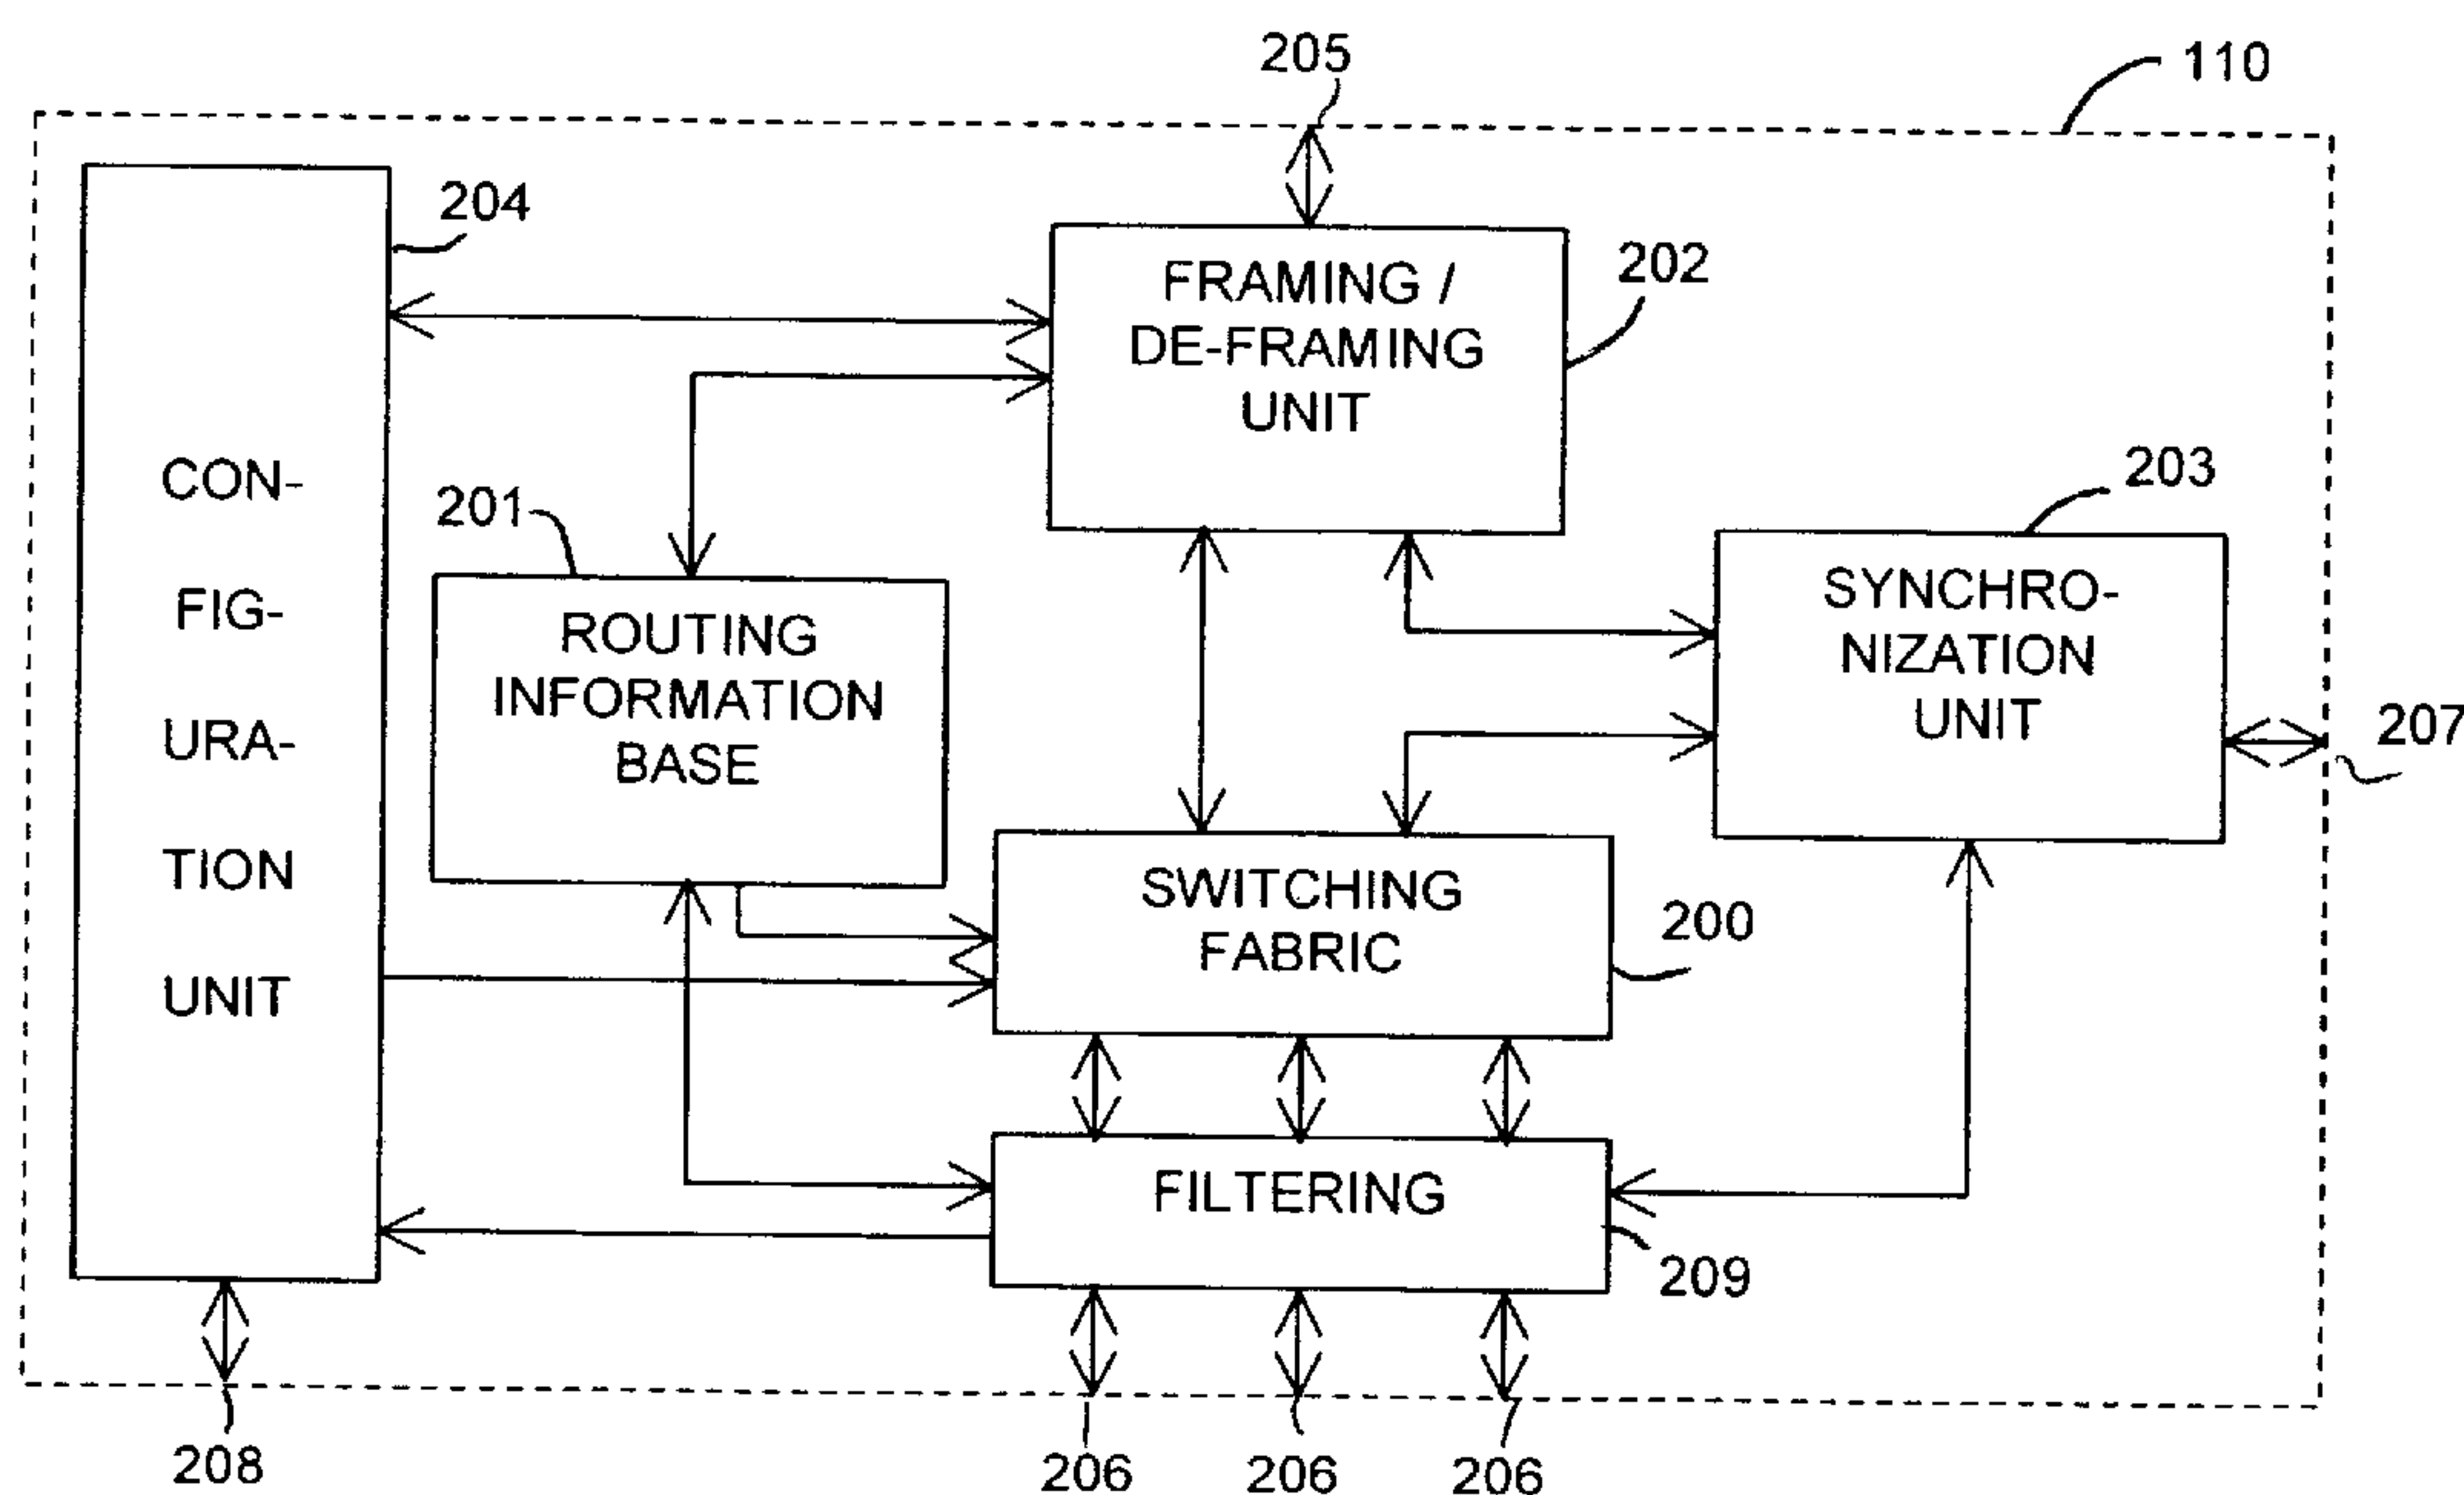 205
110
204
FRAMING /
DE-FRAMING
UNIT
202
203
CON-
FIG-
URA-
TION
UNIT
201
ROUTING
INFORMATION
BASE
SYNCHRO-
NIZATION
UNIT
207
SWITCHING
FABRIC
200
FILTERING
209
208
206
206
206